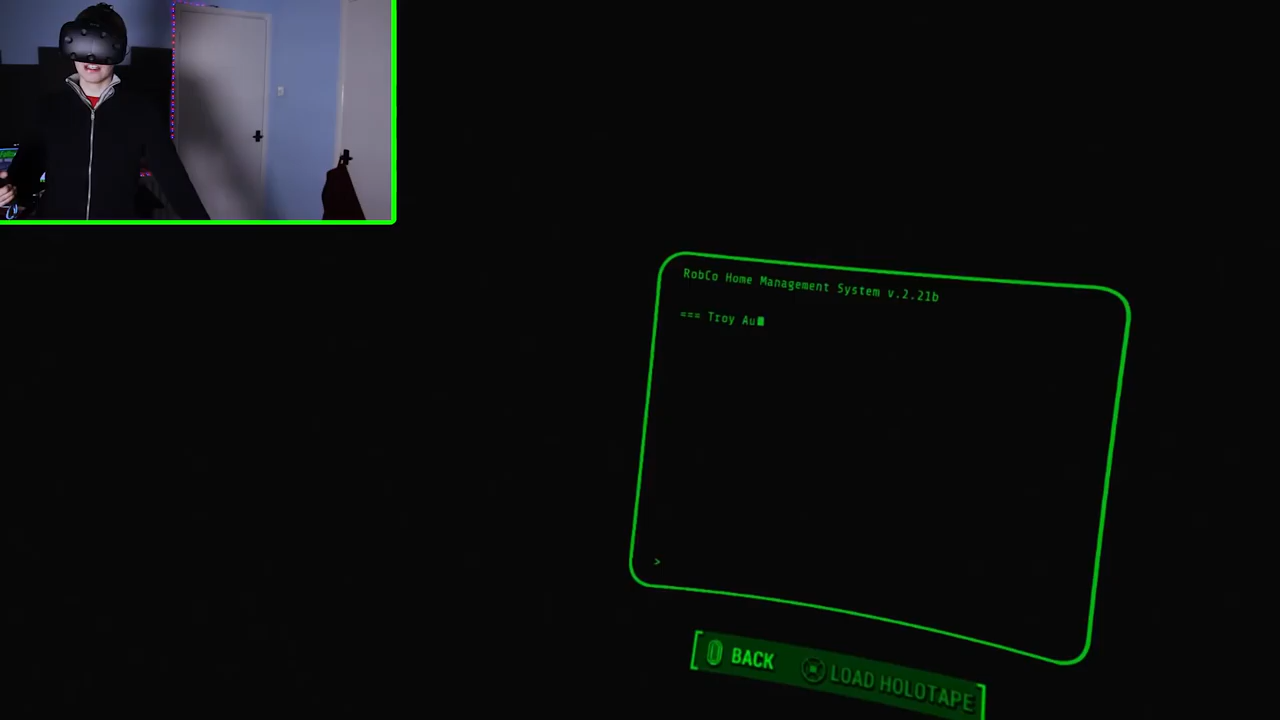 RobCo Home Management System v.2.21b
=== Troy Au
>
BACK LOAD HOLOTAPE